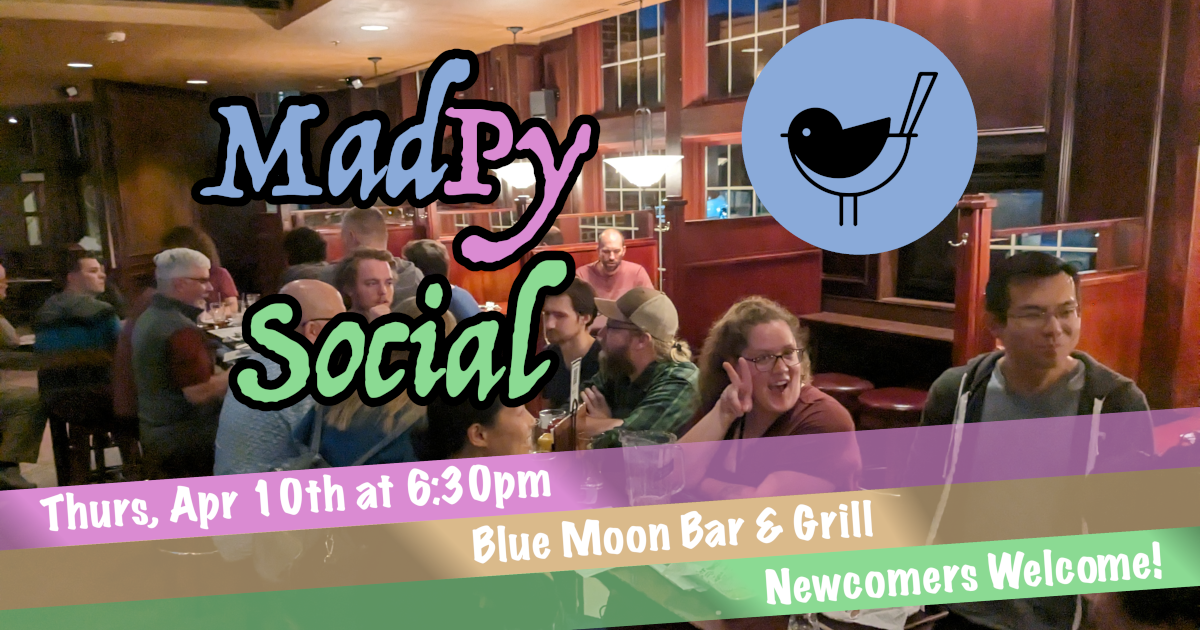 MadPy
Social
Thurs, Apr 10th at 6:30pm
Blue Moon Bar & Grill
Newcomers Welcome!